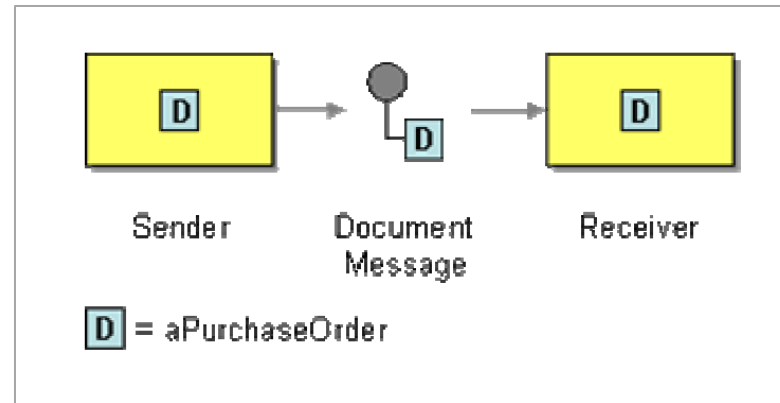 D
D
D
Sender
Document
Message
Receiver
D = aPurchaseOrder